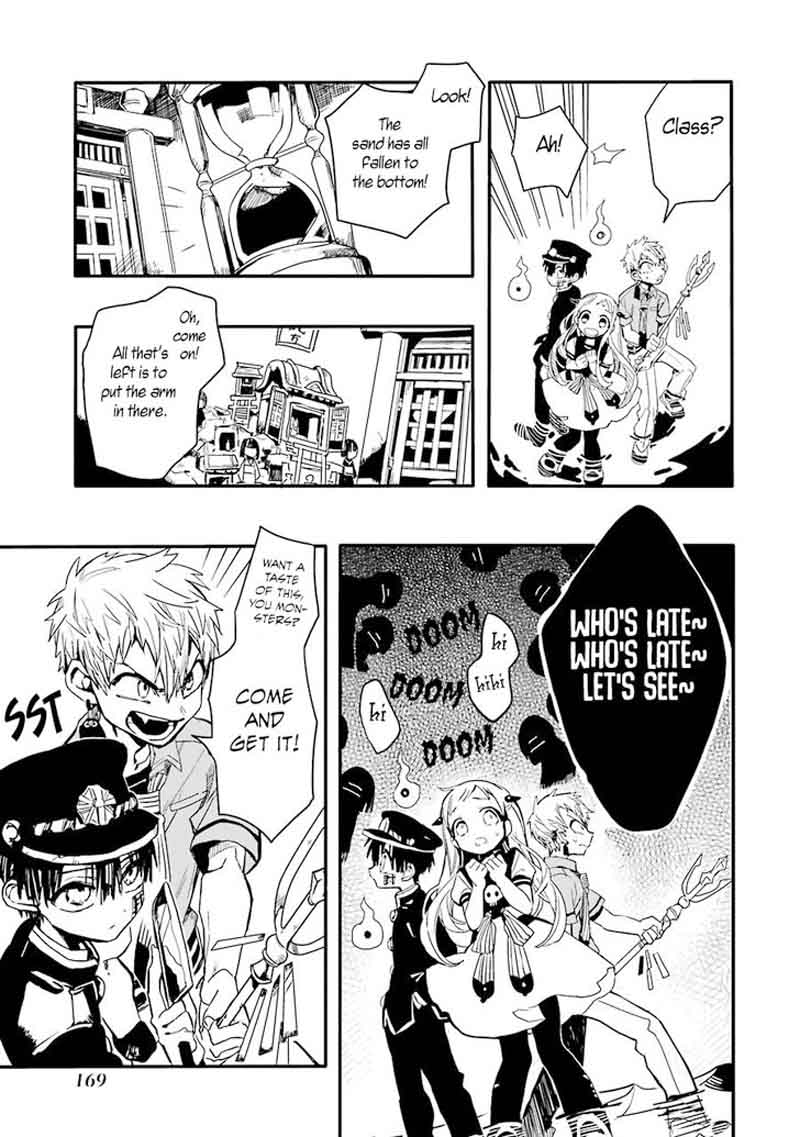 Class?
Ah!
Look!
The
sand has all
fallen to
the bottom!
Oh,
come
on!
All that's
left is to
put the arm
in there.
WHO'S LATE~
WHO'S LATE~
LET'S SEE~
DOOM
DOOM
DOOM
hi
hihi
hi
WANT A
TASTE
OF THIS,
YOU MON-
STERS?
COME
AND
GET IT!
SST
169